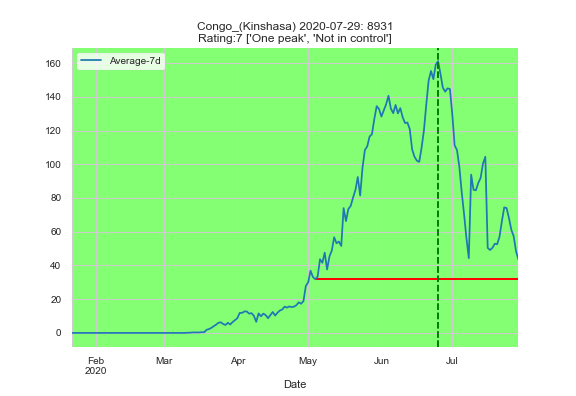 Congo_(Kinshasa) 2020-07-29: 8931
Rating:7 ['One peak', 'Not in control']
Average-7d
160
140
120
100
80
60
40
20
0
Feb Mar Apr May Jun Jul
2020
Date